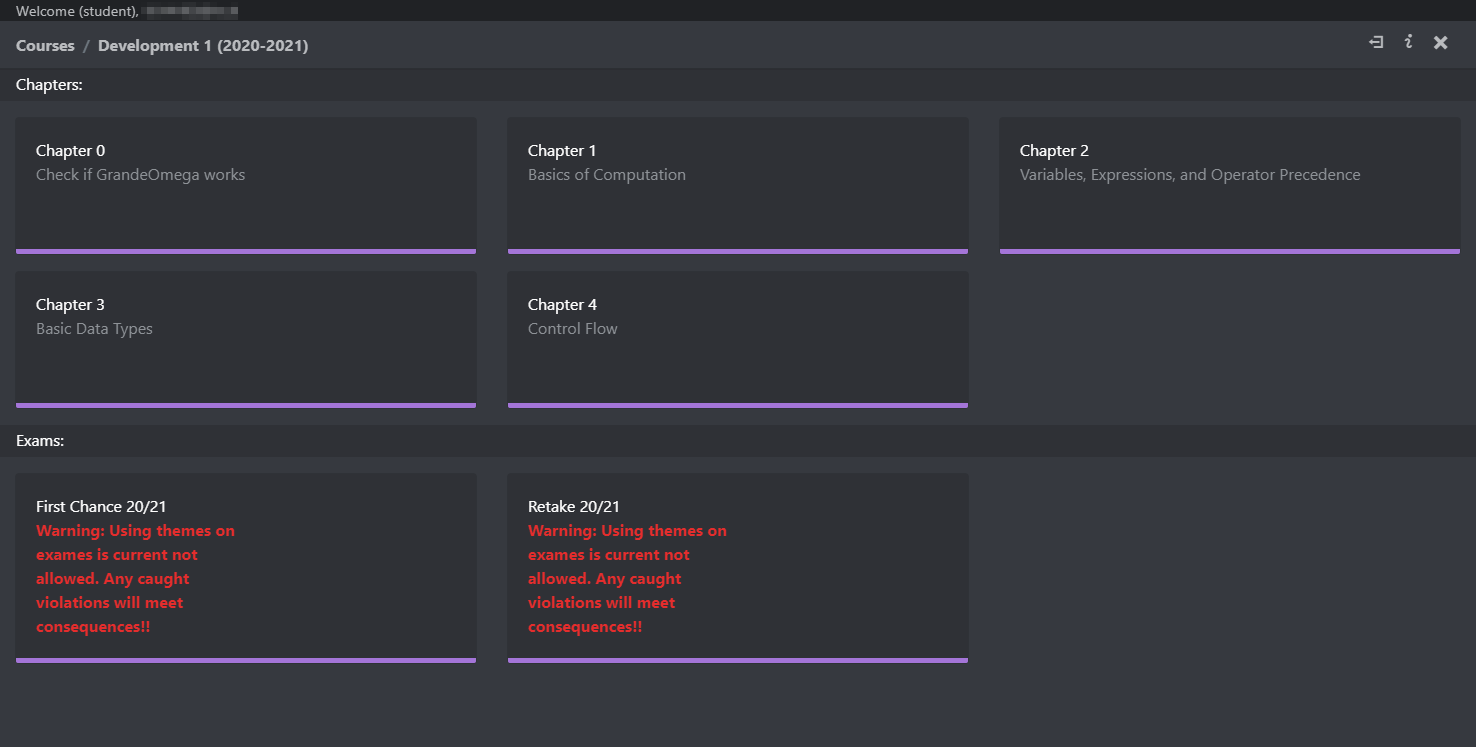 Welcome (student),
Courses / Development 1 (2020-2021)
Chapters:
Chapter 0
Check if GrandeOmega works
Chapter 1
Basics of Computation
Chapter 2
Variables, Expressions, and Operator Precedence
Chapter 3
Basic Data Types
Chapter 4
Control Flow
Exams:
First Chance 20/21
Warning: Using themes on
exames is current not
allowed. Any caught
violations will meet
consequences!!
Retake 20/21
Warning: Using themes on
exames is current not
allowed. Any caught
violations will meet
consequences!!